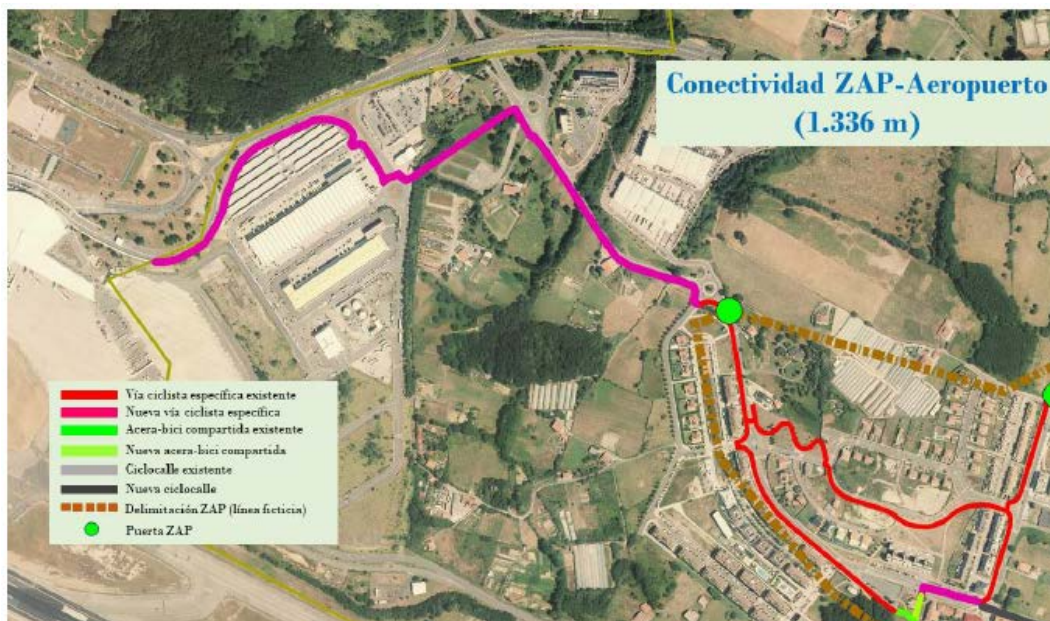 Conectividad ZAP-Aeropuerto
(1.336 m)
Vía ciclista específica existente
Nueva vía ciclista específica
Acera-bici compartida existente
Nueva acera-bici compartida
Ciclocalle existente
Nueva ciclocalle
Delimitación ZAP (línea ficticia)
Puerta ZAP